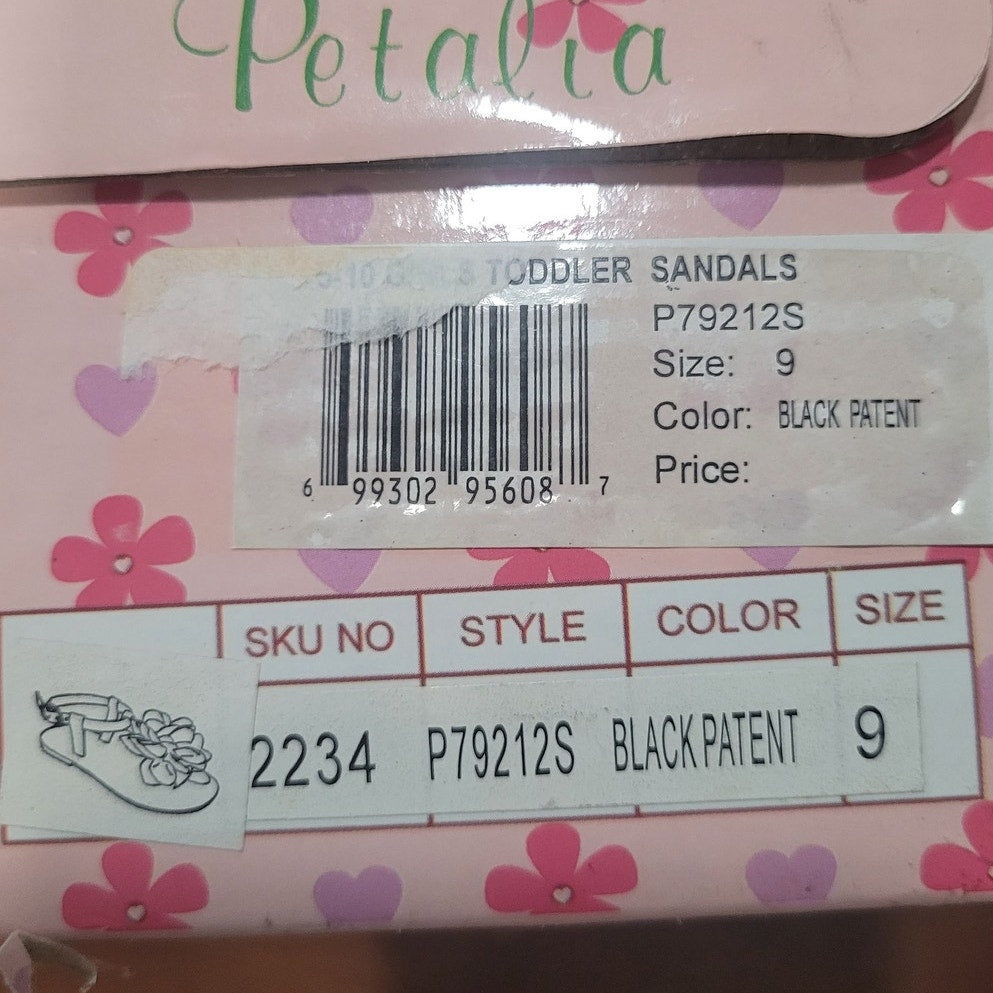 Petalia
TODDLER SANDALS
P79212S
Size: 9
Color: BLACK PATENT
Price:
6 99302 95608 7
SKU NO STYLE COLOR SIZE
2234 P79212S BLACK PATENT 9